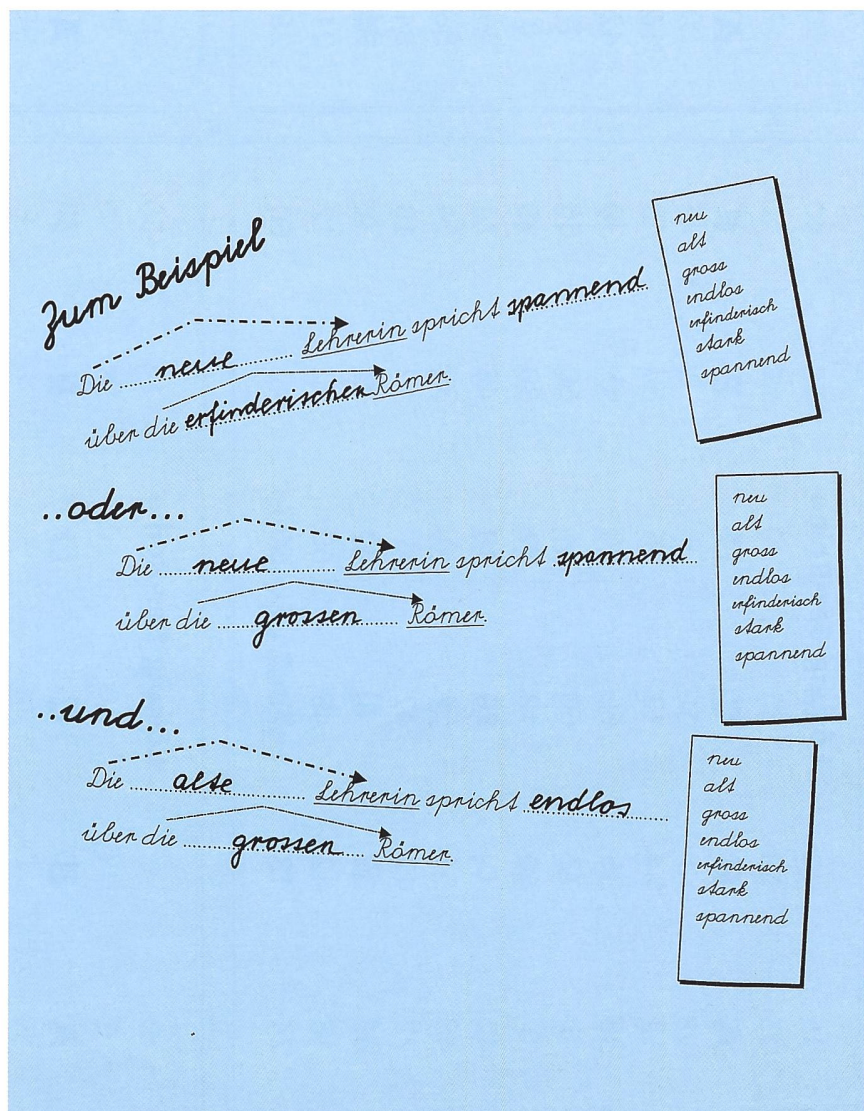 Zum Beispiel
Die neue Lehrerin spricht spannend
über die erfinderischen Römer.
neu
alt
gross
endlos
erfinderisch
stark
spannend
..oder...
Die neue Lehrerin spricht spannend
über die grossen Römer.
neu
alt
gross
endlos
erfinderisch
stark
spannend
..und...
Die alte Lehrerin spricht endlos
über die grossen Römer.
neu
alt
gross
endlos
erfinderisch
stark
spannend